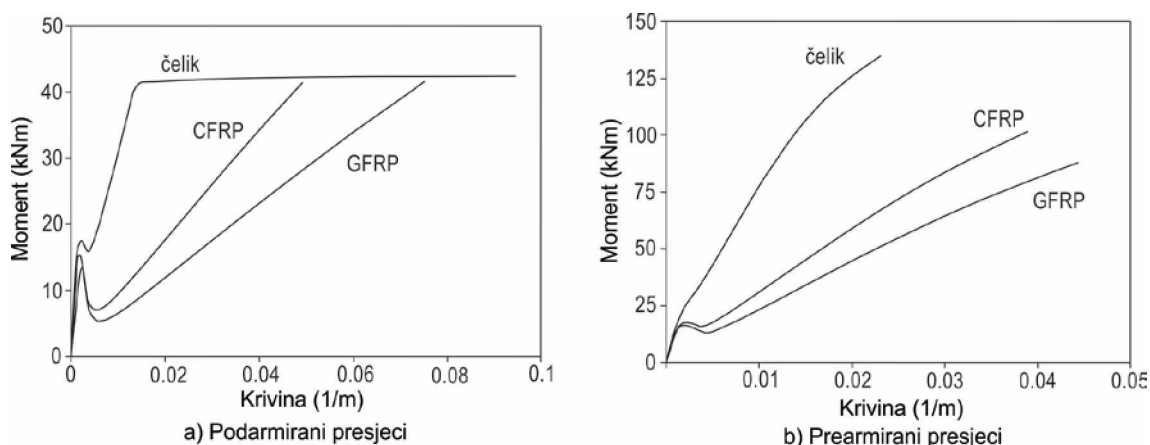 50
40
30
20
10
0
Moment (kNm)
čelik
CFRP
GFRP
0
0.02
0.04
0.06
0.08
0.1
Krivina (1/m)
a) Podarmirani presjeci
150
125
100
75
50
25
0
Moment (kNm)
čelik
CFRP
GFRP
0.01
0.02
0.03
0.04
0.05
Krivina (1/m)
b) Prearmirani presjeci